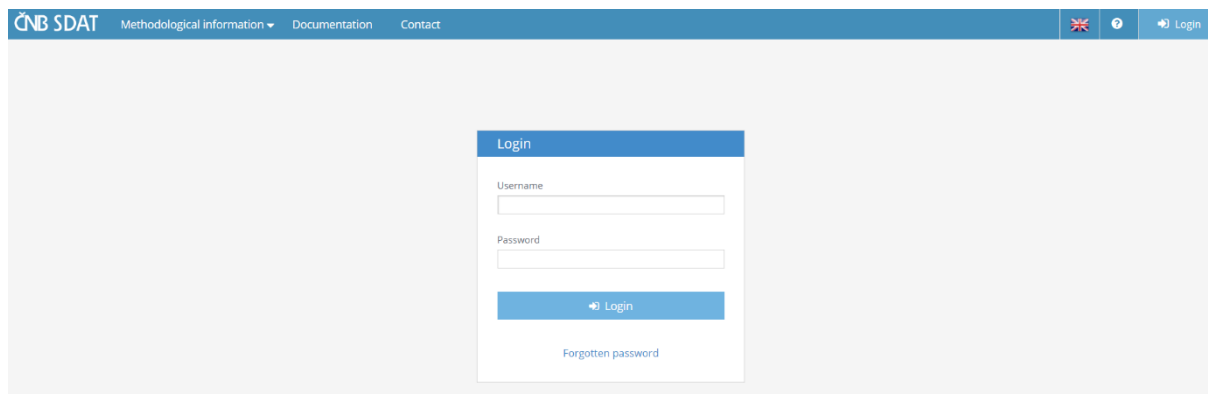 ČNB SDAT Methodological information Documentation Contact Login
Login
Username
Password
Login
Forgotten password